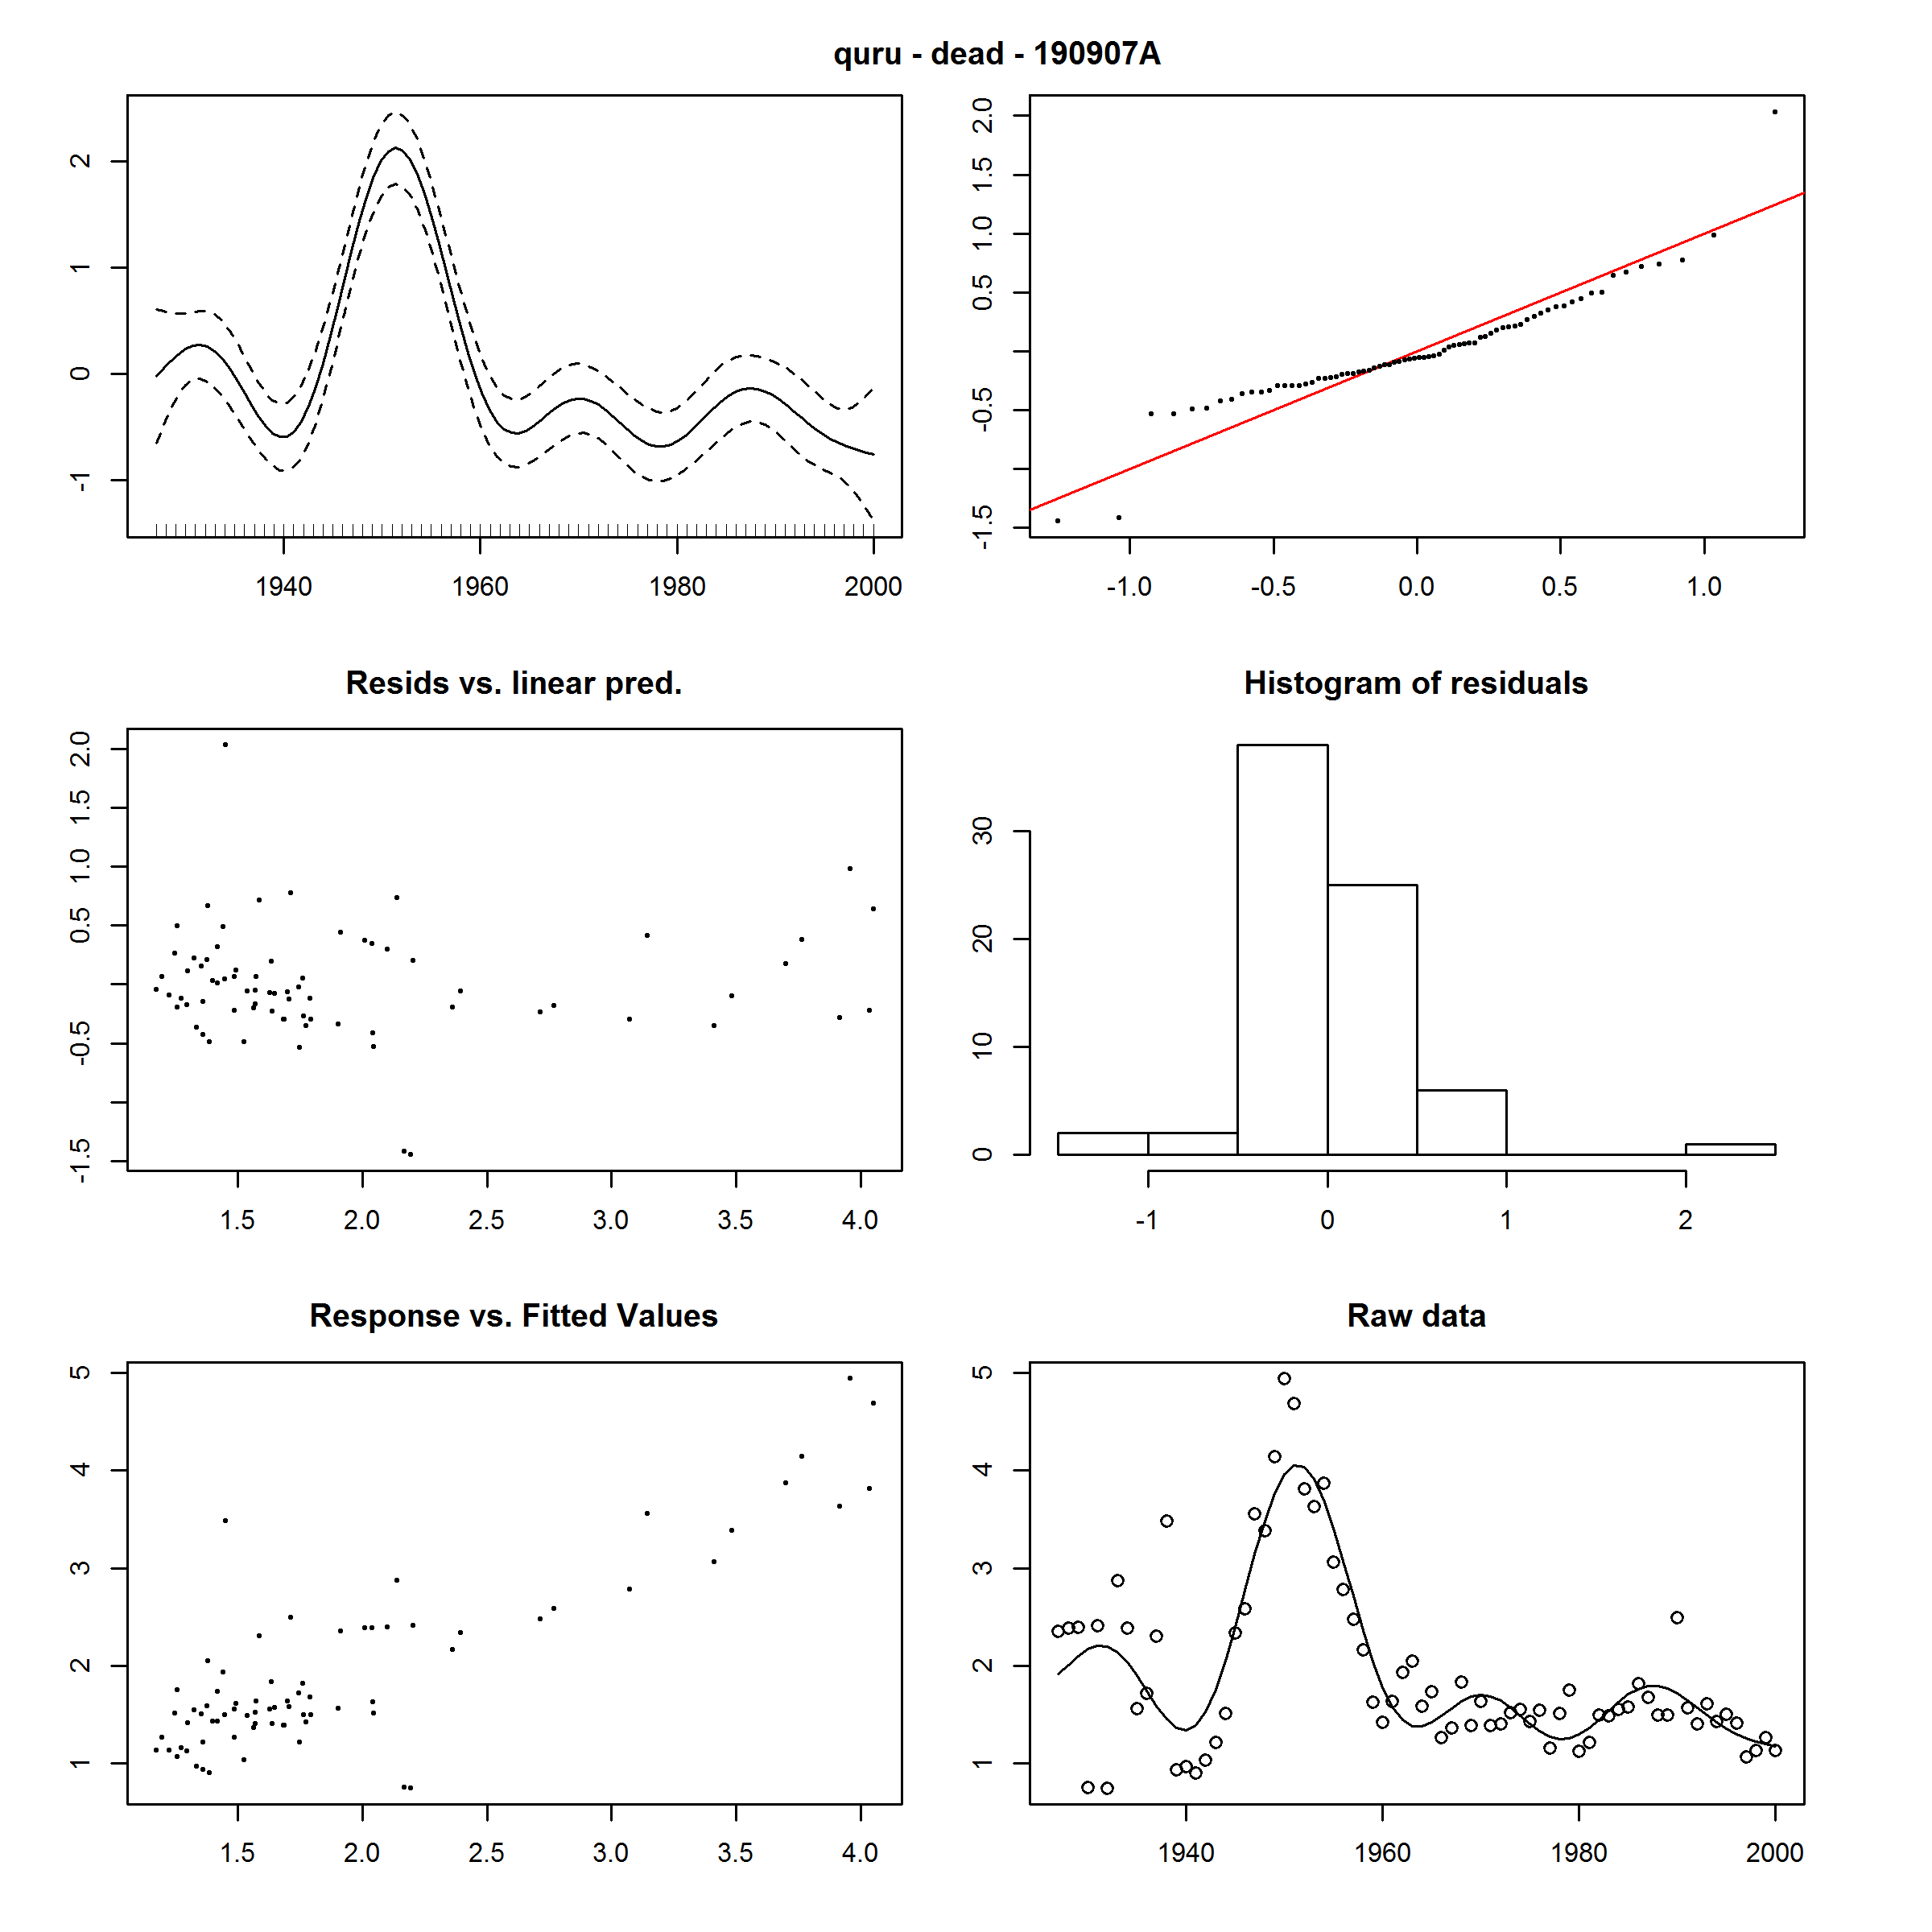 quru - dead - 190907A
2
1
0
-1
1940 1960 1980 2000
2.0
1.5
1.0
0.5
-0.5
-1.5
-1.0 -0.5 0.0 0.5 1.0
Resids vs. linear pred.
2.0
1.5
1.0
0.5
-0.5
-1.5
1.5 2.0 2.5 3.0 3.5 4.0
Histogram of residuals
30
20
10
0
-1 0 1 2
Response vs. Fitted Values
5
4
3
2
1
1.5 2.0 2.5 3.0 3.5 4.0
Raw data
5
4
3
2
1
1940 1960 1980 2000